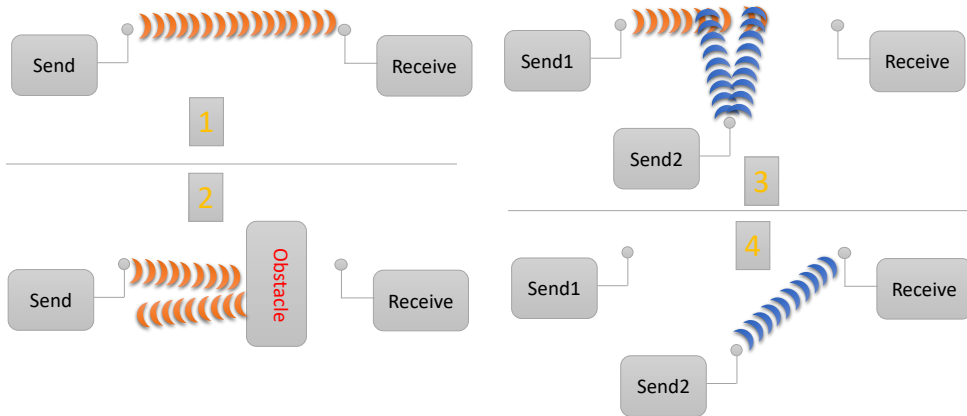 Send
Receive
1
2
Send
Obstacle
Receive
Send1
Receive
Send2
3
4
Send1
Receive
Send2